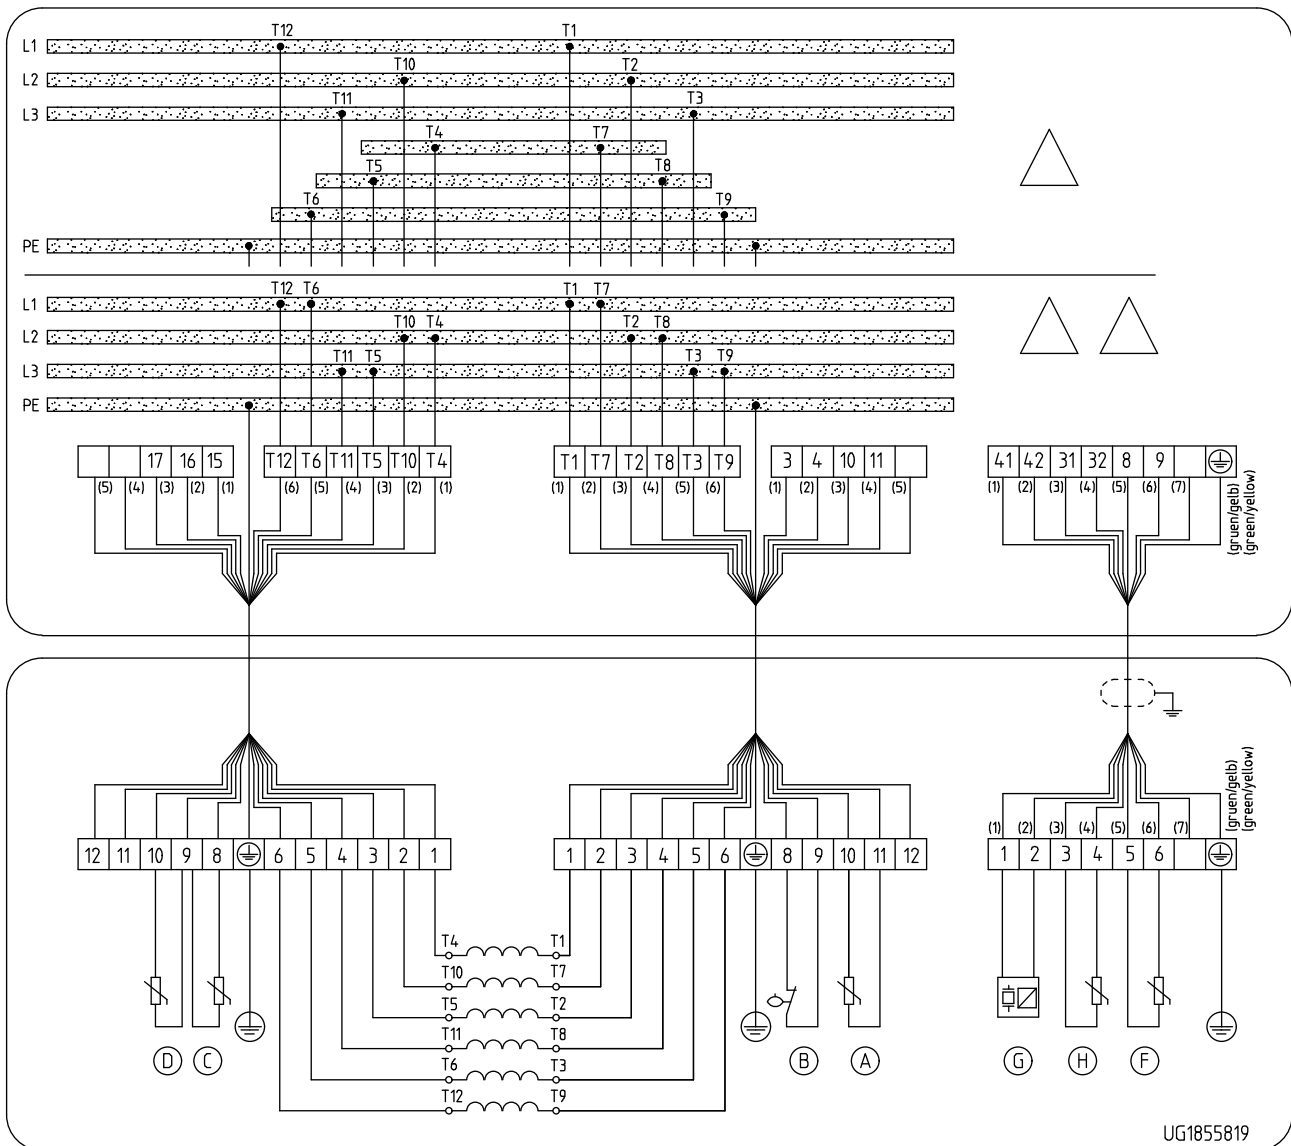 T12 T1
L1
T10 T2
L2
T11 T3
L3
T4 T7
T5 T8
T6 T9
PE
T12 T6 T1 T7
L1
T10 T4 T2 T8
L2
T11 T5 T3 T9
L3
PE
17 16 15 T12 T6 T11 T5 T10 T4 T1 T7 T2 T8 T3 T9 3 4 10 11 41 42 31 32 8 9
(5) (4) (3) (2) (1) (6) (5) (4) (3) (2) (1) (1) (2) (3) (4) (5) (6) (1) (2) (3) (4) (5) (1) (2) (3) (4) (5) (6) (7)
(gruen/gelb)
(green/yellow)
(gruen/gelb)
(green/yellow)
(1) (2) (3) (4) (5) (6) (7)
12 11 10 9 8 6 5 4 3 2 1 1 2 3 4 5 6 8 9 10 11 12 1 2 3 4 5 6
T4 T1
T10 T7
T5 T2
T11 T8
T6 T3
T12 T9
D C B A G H F
UG1855819